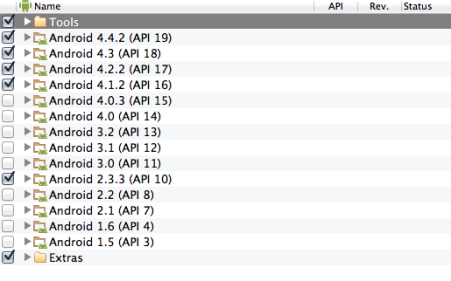 Name API Rev. Status
Tools
Android 4.4.2 (API 19)
Android 4.3 (API 18)
Android 4.2.2 (API 17)
Android 4.1.2 (API 16)
Android 4.0.3 (API 15)
Android 4.0 (API 14)
Android 3.2 (API 13)
Android 3.1 (API 12)
Android 3.0 (API 11)
Android 2.3.3 (API 10)
Android 2.2 (API 8)
Android 2.1 (API 7)
Android 1.6 (API 4)
Android 1.5 (API 3)
Extras